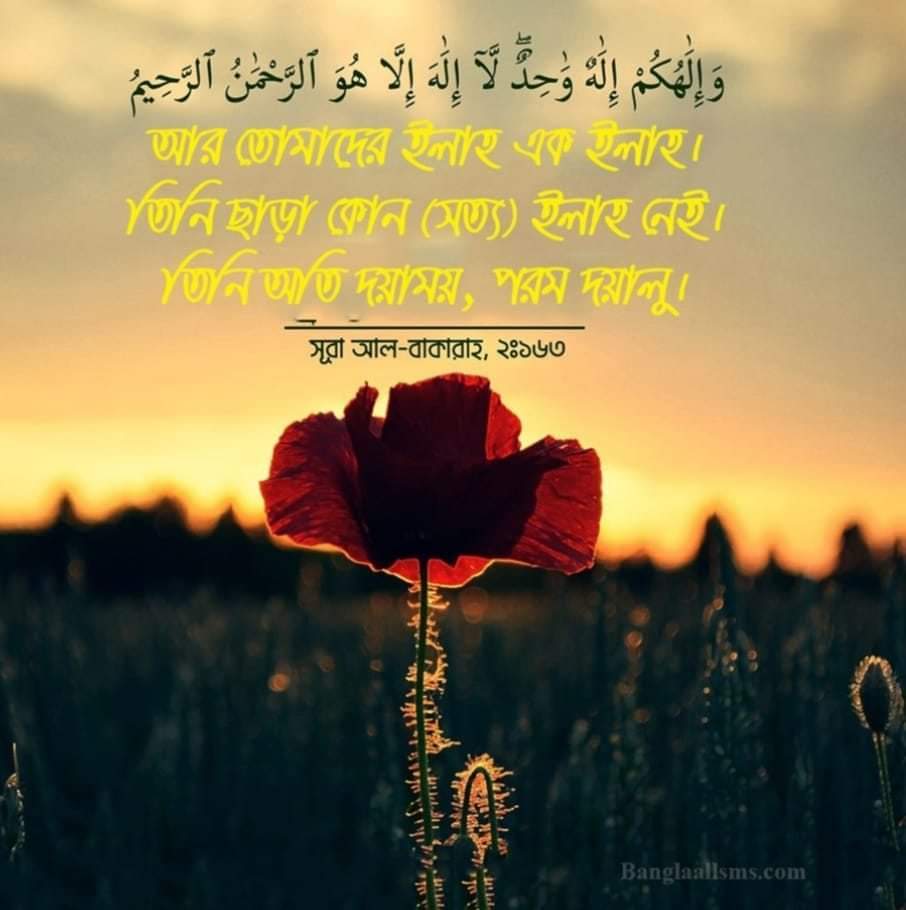 وَإِلَٰهُكُمْ إِلَٰهٌ وَٰحِدٌۖ لَّآ إِلَٰهَ إِلَّا هُوَ ٱلرَّحْمَٰنُ ٱلرَّحِيمُ
আর তোমাদের ইলাহ এক ইলাহ।
তিনি ছাড়া কোন (সত্য) ইলাহ নেই।
তিনি অতি দয়াময়, পরম দয়ালু।
সূরা আল-বাকারাহ, ২ঃ১৬৩
Banglaallsms.com